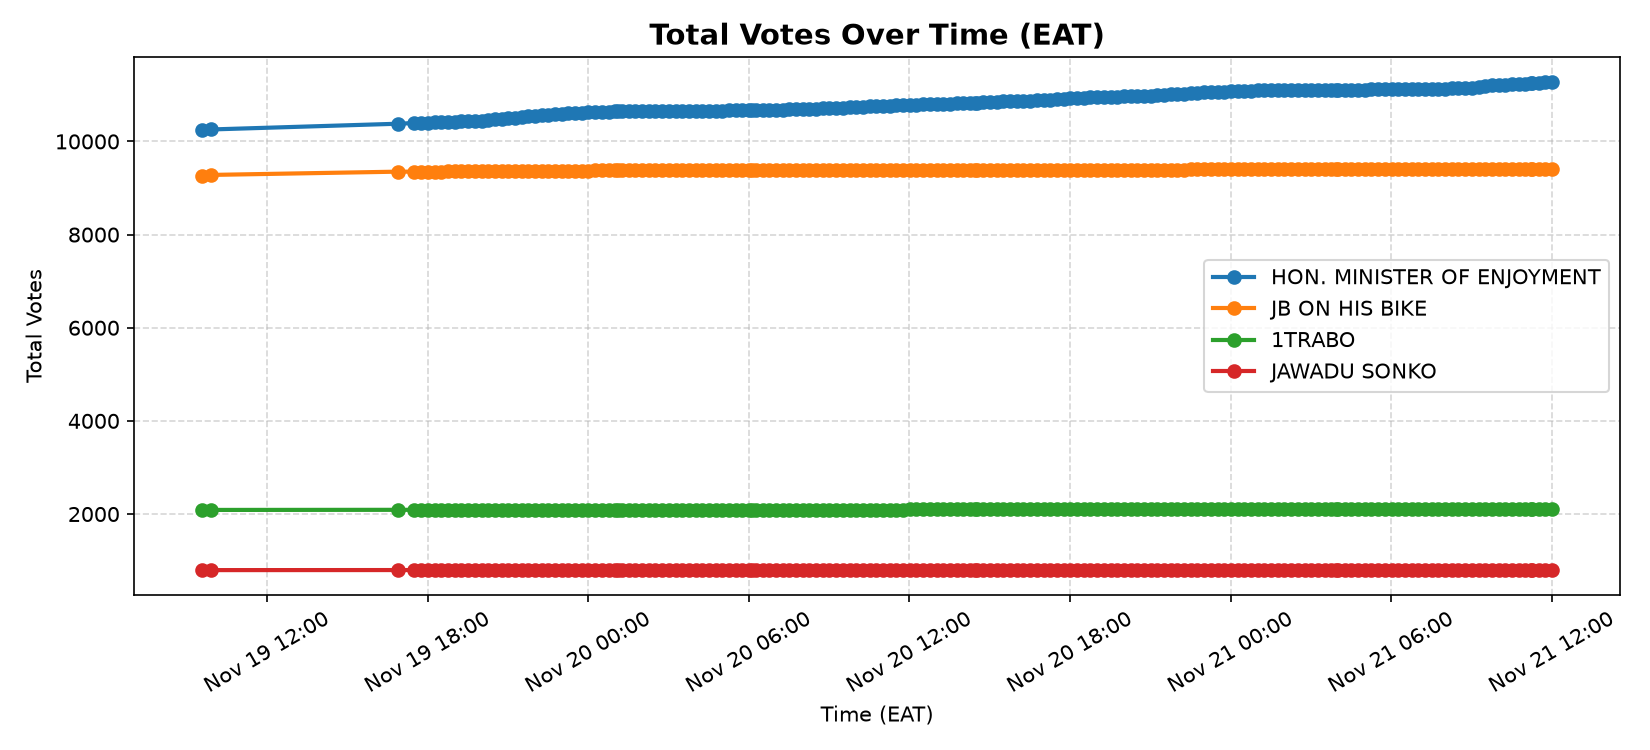 Total Votes Over Time (EAT)
Total Votes
10000
8000
6000
4000
2000
HON. MINISTER OF ENJOYMENT
JB ON HIS BIKE
1TRABO
JAWADU SONKO
Nov 19 12:00
Nov 19 18:00
Nov 20 00:00
Nov 20 06:00
Nov 20 12:00
Nov 20 18:00
Nov 21 00:00
Nov 21 06:00
Nov 21 12:00
Time (EAT)